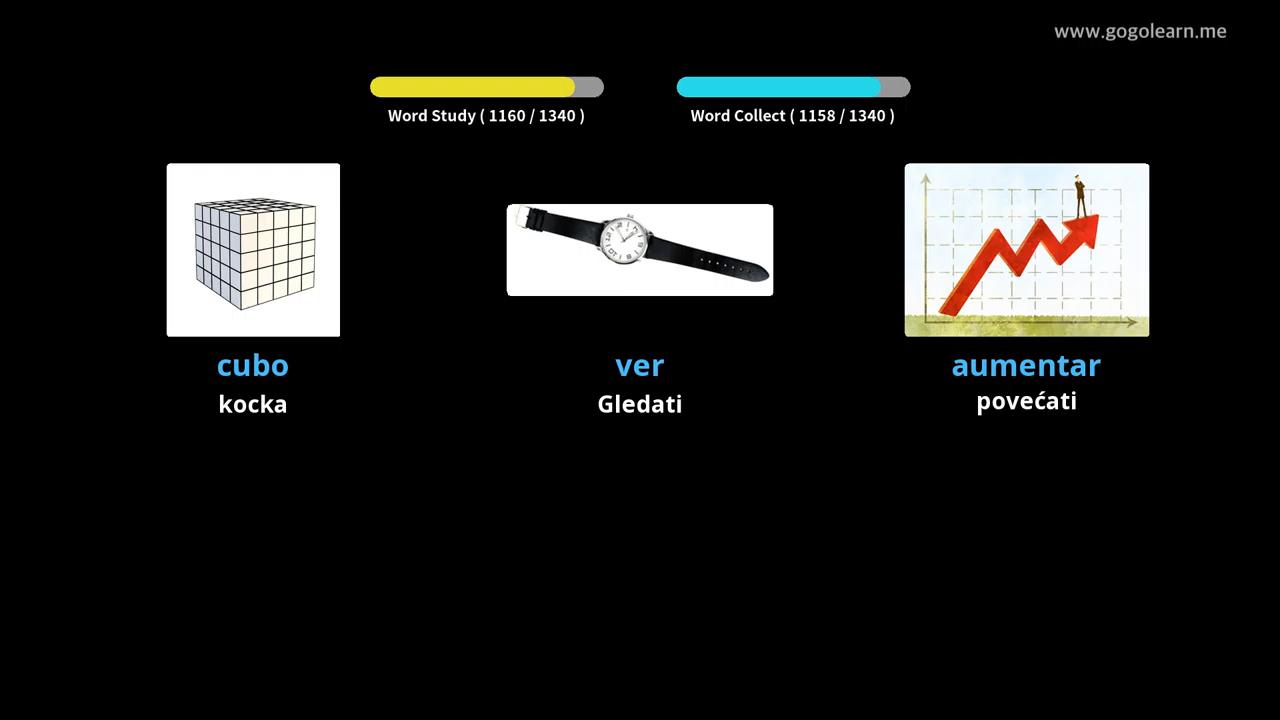 www.gogolearn.me
Word Study ( 1160 / 1340 )
Word Collect ( 1158 / 1340 )
cubo
kocka
ver
Gledati
aumentar
povećati